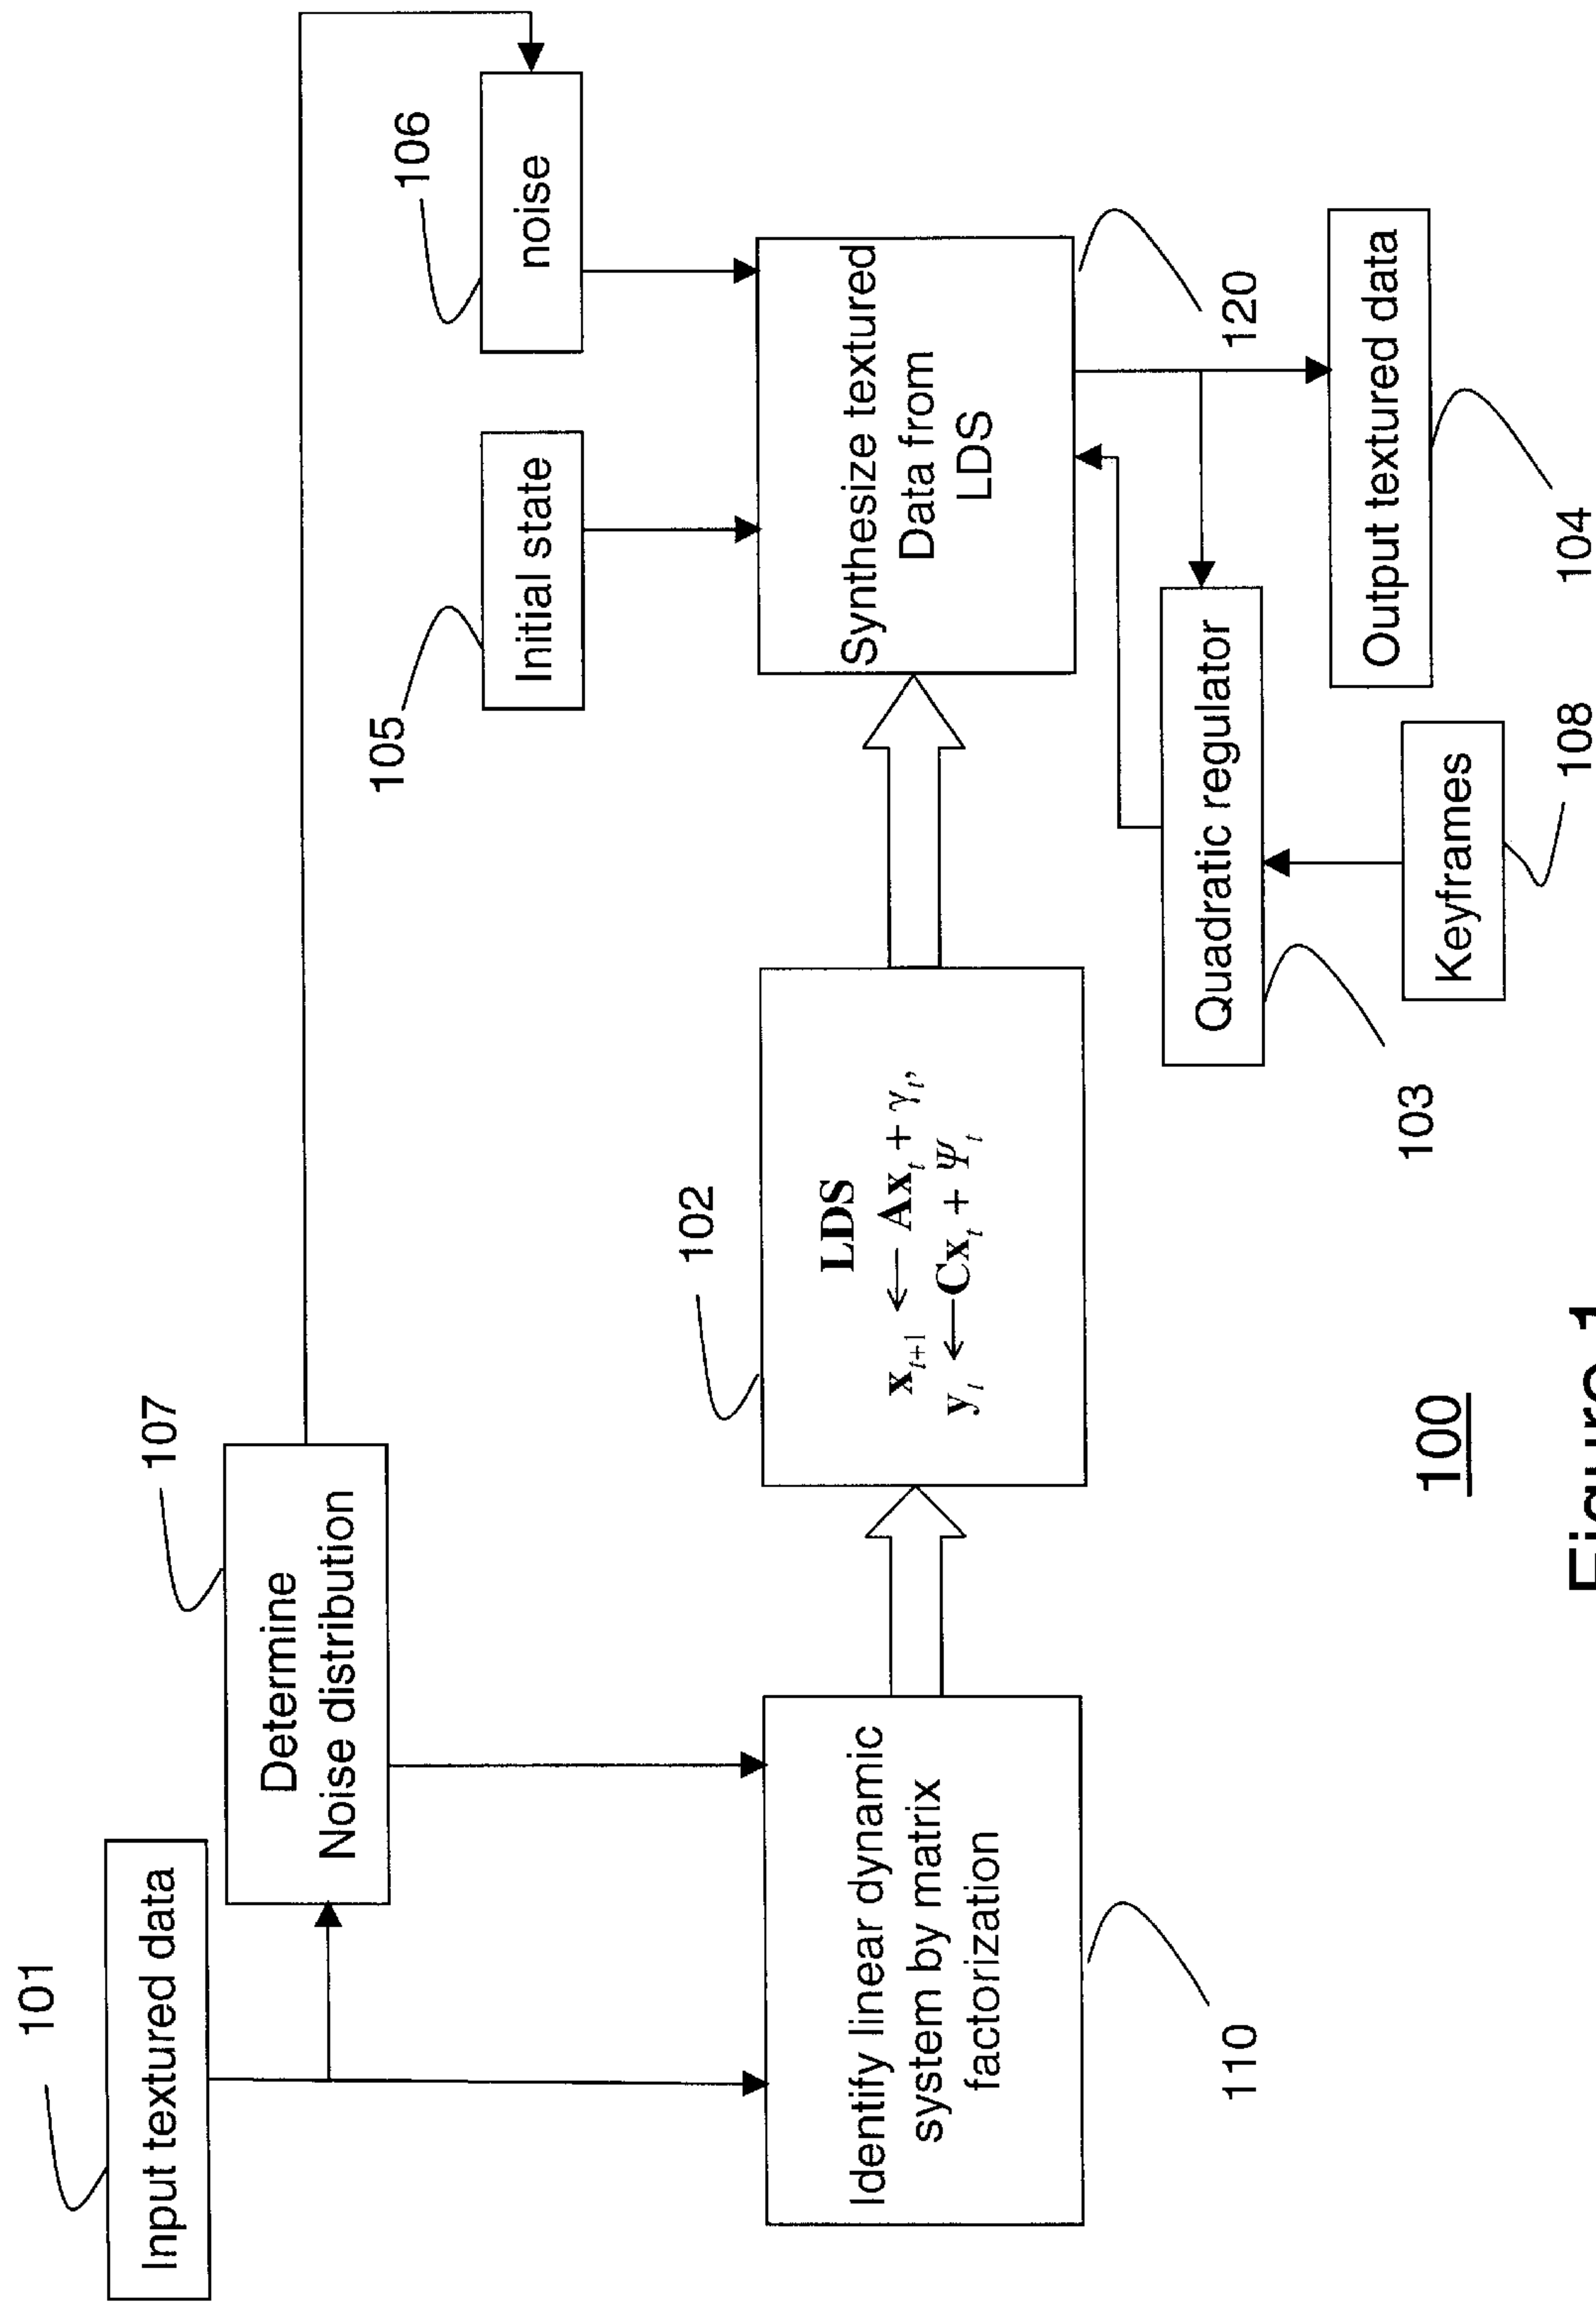 101
Input textured data
107
Determine
Noise distribution
106
noise
105
Initial state
110
Identify linear dynamic
system by matrix
factorization
102
LDS
x_{t+1} ← Ax_t + γ_t,
y_t ← Cx_t + Ψ_t
120
Synthesize textured
Data from
LDS
103
Quadratic regulator
108
Keyframes
104
Output textured data
100
Figure 1